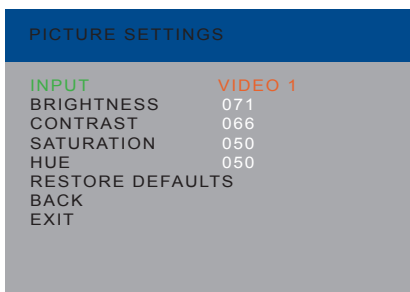 PICTURE SETTINGS
INPUT VIDEO 1
BRIGHTNESS 071
CONTRAST 066
SATURATION 050
HUE 050
RESTORE DEFAULTS
BACK
EXIT